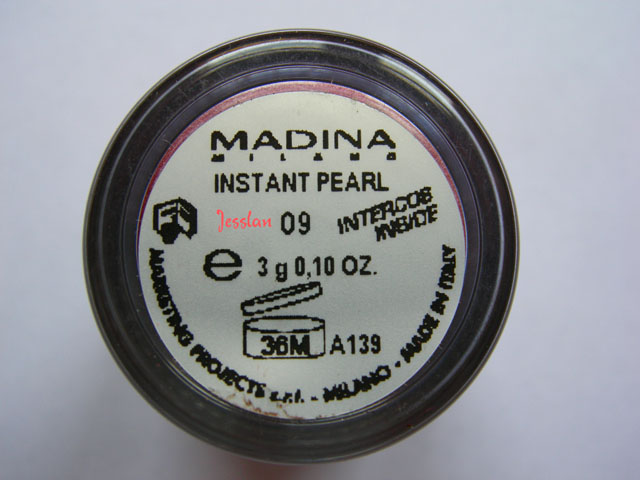 MADINA
MILANO
INSTANT PEARL
Jesslan 09 INTERCOS INSIDE
e 3 g 0,10 OZ.
36M A139
MARKETING PROJECTS s.r.l. - MILANO - MADE IN ITALY